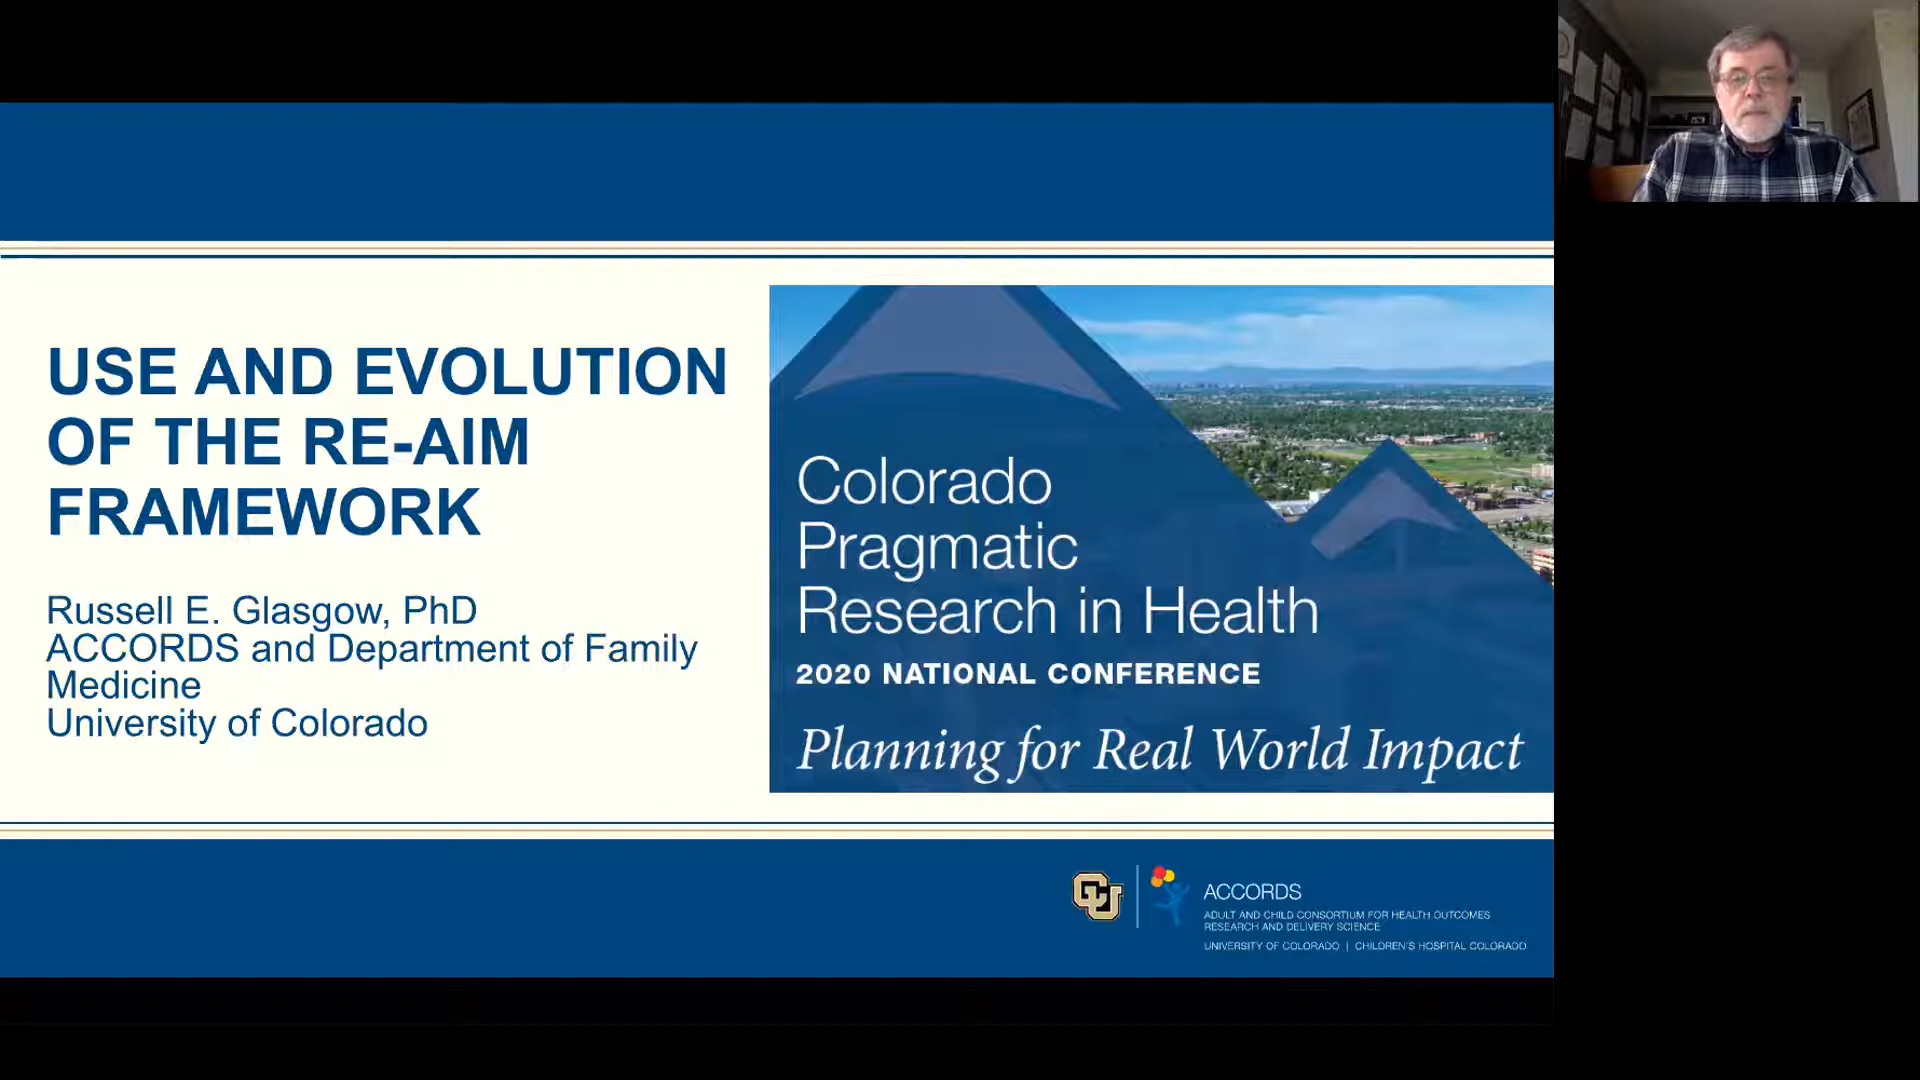 USE AND EVOLUTION
OF THE RE-AIM
FRAMEWORK
Russell E. Glasgow, PhD
ACCORDS and Department of Family
Medicine
University of Colorado
Colorado
Pragmatic
Research in Health
2020 NATIONAL CONFERENCE
Planning for Real World Impact
CU
ACCORDS
ADULT AND CHILD CONSORTIUM FOR HEALTH OUTCOMES
RESEARCH AND DELIVERY SCIENCE
UNIVERSITY OF COLORADO | CHILDREN'S HOSPITAL COLORADO